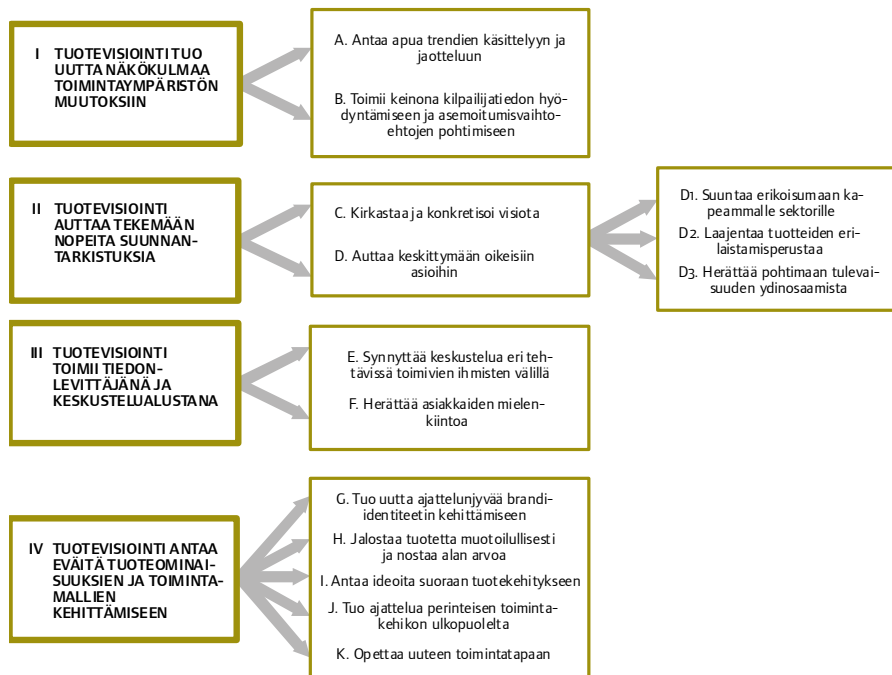 I TUOTEVISIOINTI TUO
UUTTA NÄKÖKULMAA
TOIMINTAYMPÄRISTÖN
MUUTOKSIIN
A. Antaa apua trendien käsittelyyn ja
jaotteluun
B. Toimii keinona kilpailijatiedon hyö-
dyntämiseen ja asemoitumisvaihto-
ehtojen pohtimiseen
II TUOTEVISIOINTI
AUTTAA TEKEMÄÄN
NOPEITA SUUNNAN-
TARKISTUKSIA
C. Kirkastaa ja konkretisoi visiota
D. Auttaa keskittymään oikeisiin
asioihin
D1. Suuntaa erikoisumaan ka-
peammalle sektorille
D2. Laajentaa tuotteiden eri-
laistamisperustaa
D3. Herättää pohtimaan tulevai-
suuden ydinosaamista
III TUOTEVISIOINTI
TOIMII TIEDON-
LEVITTÄJÄNÄ JA
KESKUSTELUALUSTANA
E. Synnyttää keskustelua eri teh-
tävissä toimivien ihmisten välillä
F. Herättää asiakkaiden mielen-
kiintoa
IV TUOTEVISIOINTI ANTAA
EVÄITÄ TUOTEOMINAI-
SUUKSIEN JA TOIMINTA-
MALLIEN
KEHITTÄMISEEN
G. Tuo uutta ajattelunjyvää brandi-
identiteetin kehittämiseen
H. Jalostaa tuotetta muotoilullisesti
ja nostaa alan arvoa
I. Antaa ideoita suoraan tuotekehitykseen
J. Tuo ajattelua perinteisen toiminta-
kehikon ulkopuolelta
K. Opettaa uuteen toimintatapaan